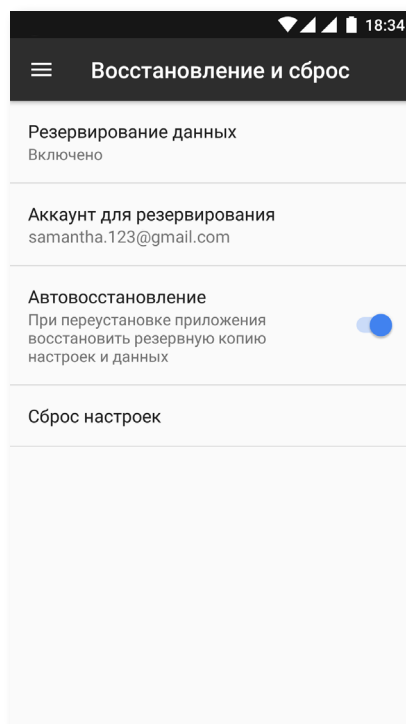 18:34
Восстановление и сброс
Резервирование данных
Включено
Аккаунт для резервирования
samantha.123@gmail.com
Автовосстановление
При переустановке приложения
восстановить резервную копию
настроек и данных
Сброс настроек